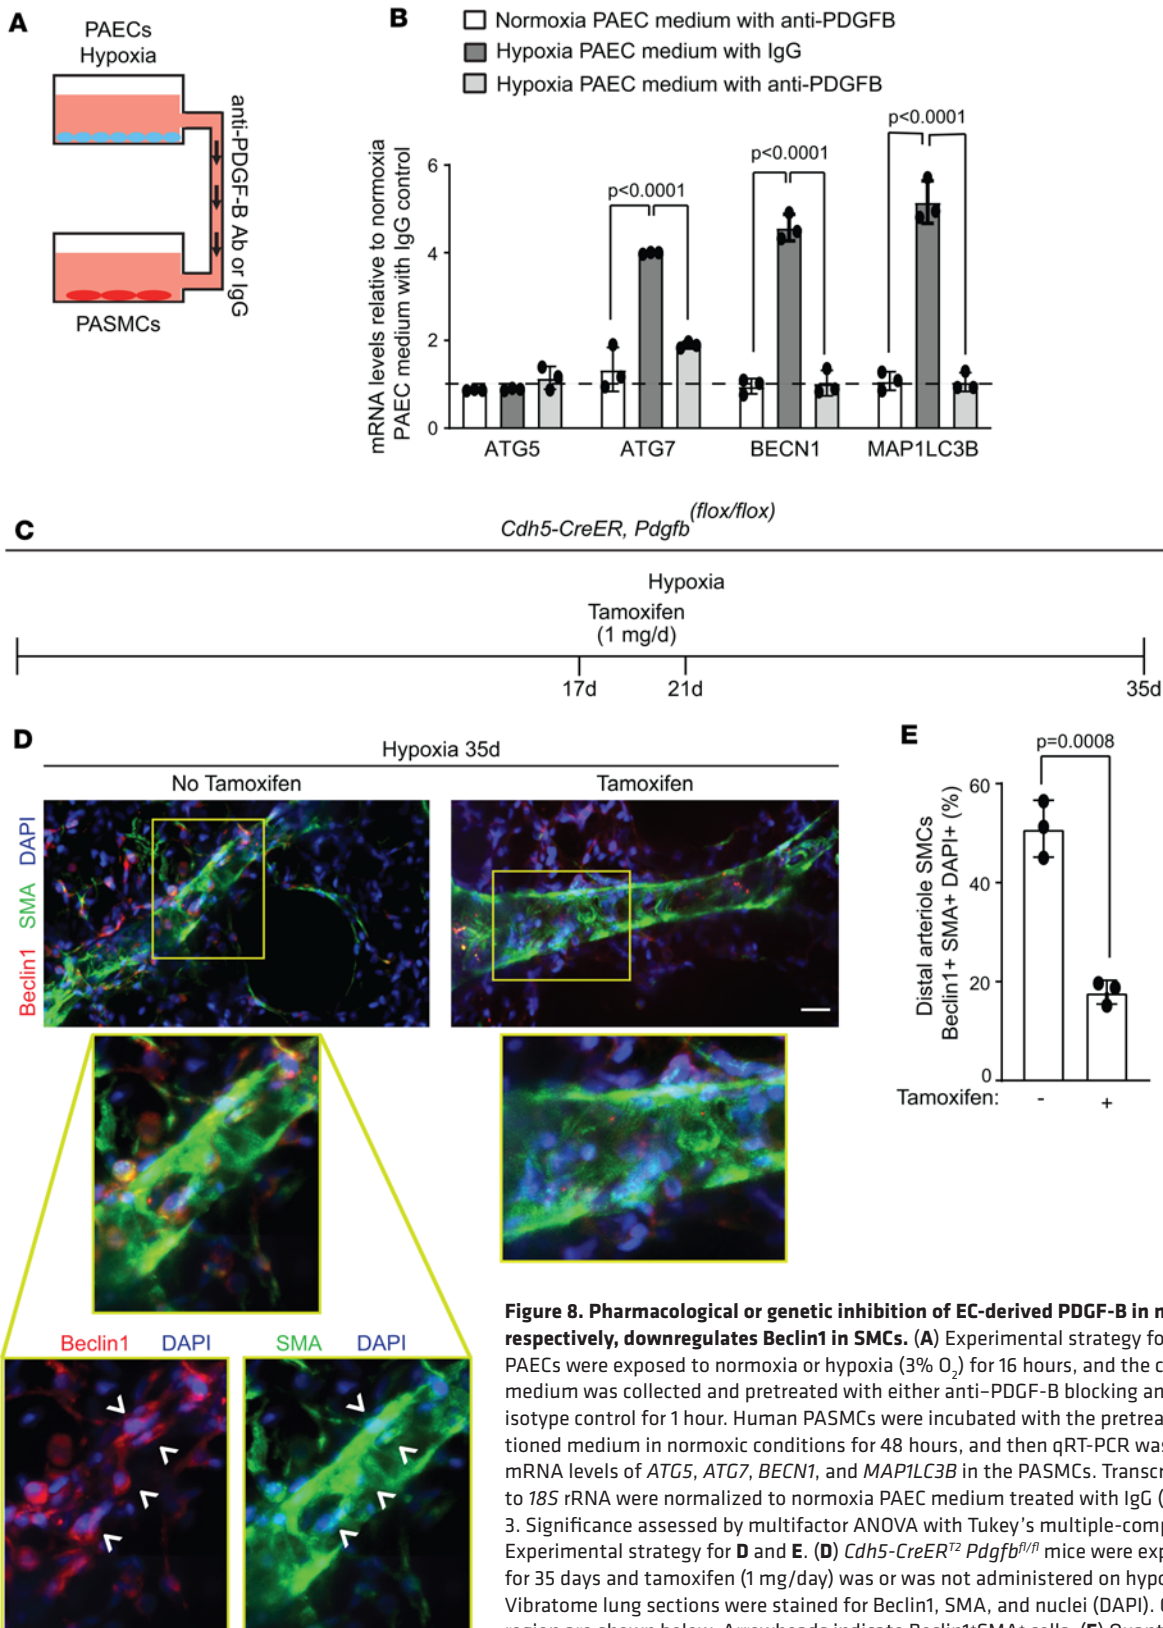 A
PAECs
Hypoxia
anti-PDGF-B Ab or IgG
PASMCs
B
Normoxia PAEC medium with anti-PDGFB
Hypoxia PAEC medium with IgG
Hypoxia PAEC medium with anti-PDGFB
mRNA levels relative to normoxia
PAEC medium with IgG control
6
4
2
0
p<0.0001
p<0.0001
p<0.0001
ATG5
ATG7
BECN1
MAP1LC3B
C
Cdh5-CreER, Pdgfb(flox/flox)
Hypoxia
Tamoxifen
(1 mg/d)
17d
21d
35d
D
Hypoxia 35d
No Tamoxifen
Tamoxifen
Beclin1 SMA DAPI
Beclin1 DAPI
SMA DAPI
E
p=0.0008
Distal arteriole SMCs
Beclin1+ SMA+ DAPI+ (%)
60
40
20
0
Tamoxifen: - +
Figure 8. Pharmacological or genetic inhibition of EC-derived PDGF-B in
respectively, downregulates Beclin1 in SMCs. (A) Experimental strategy for
PAECs were exposed to normoxia or hypoxia (3% O2) for 16 hours, and the
medium was collected and pretreated with either anti–PDGF-B blocking
isotype control for 1 hour. Human PASMCs were incubated with the
tioned medium in normoxic conditions for 48 hours, and then qRT-PCR was
mRNA levels of ATG5, ATG7, BECN1, and MAP1LC3B in the PASMCs.
to 18S rRNA were normalized to normoxia PAEC medium treated with IgG (
3. Significance assessed by multifactor ANOVA with Tukey's
Experimental strategy for D and E. (D) Cdh5-CreERT2 Pdgfbfl/fl mice were
for 35 days and tamoxifen (1 mg/day) was or was not administered on
Vibratome lung sections were stained for Beclin1, SMA, and nuclei (DAPI).
region are shown below. Arrowheads indicate Beclin1+SMA+ cells. (E)